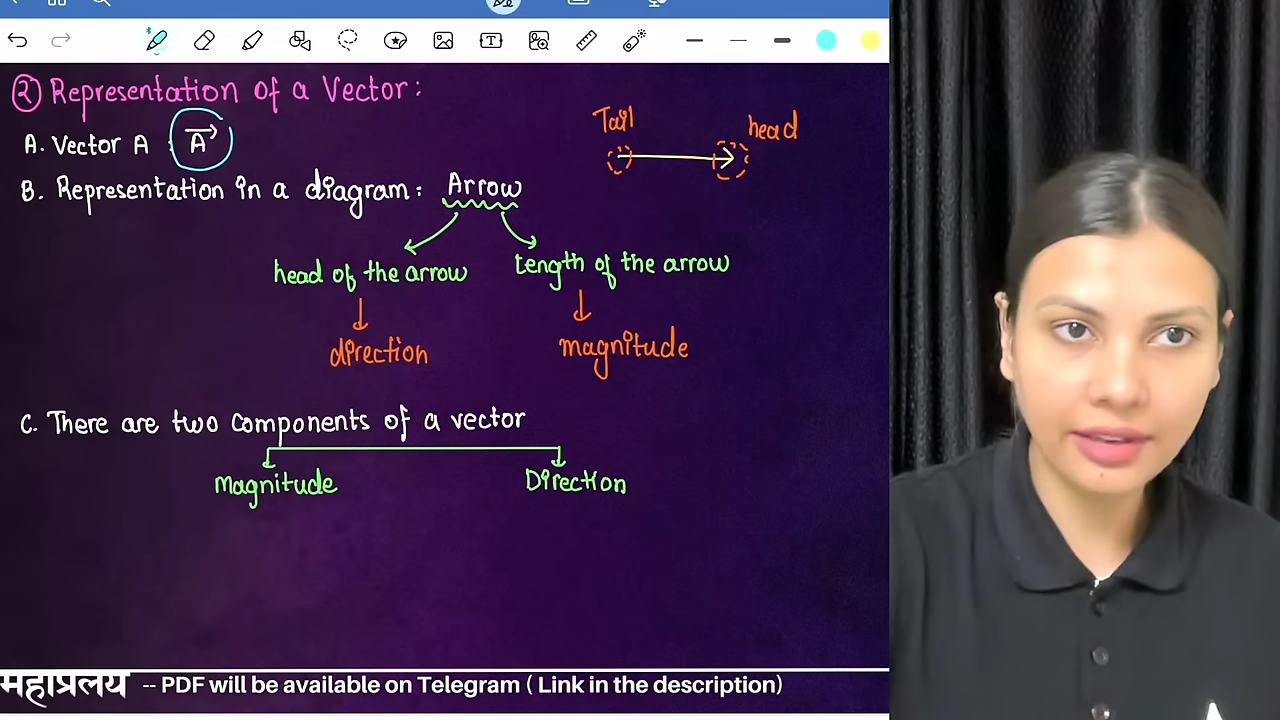 ② Representation of a Vector:
Tail head
A. Vector A : A→
B. Representation in a diagram: Arrow
head of the arrow length of the arrow
direction magnitude
C. There are two components of a vector
Magnitude Direction
महाप्रलय -- PDF will be available on Telegram ( Link in the description)